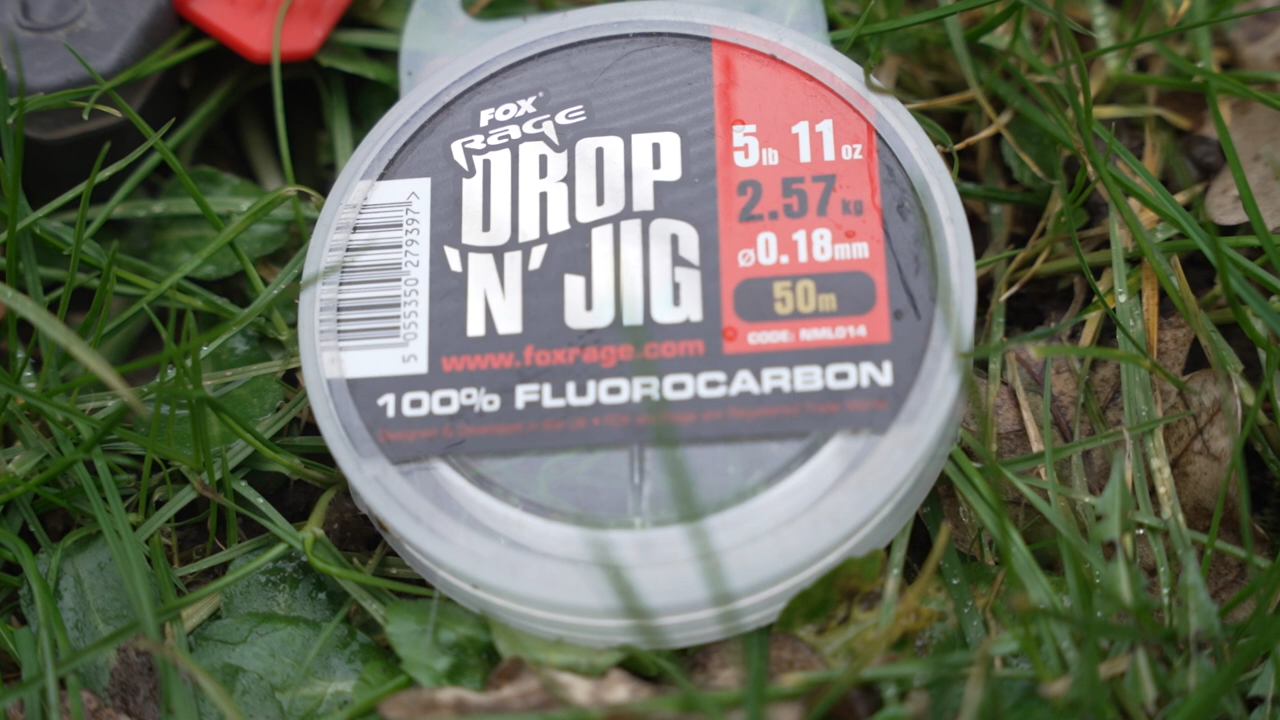 FOX
RAGE
DROP
'N' JIG
5lb 11oz
2.57kg
ø0.18mm
50m
CODE: NML014
5 055350 279397>
www.foxrage.com
100% FLUOROCARBON